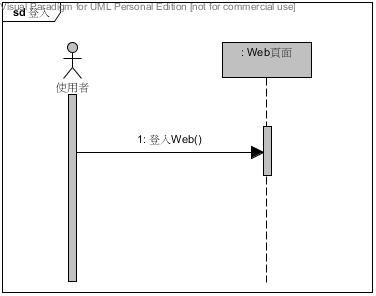 Visual Paradigm for UML Personal Edition [not for commercial use]
sd 登入
: Web頁面
使用者
1: 登入Web()